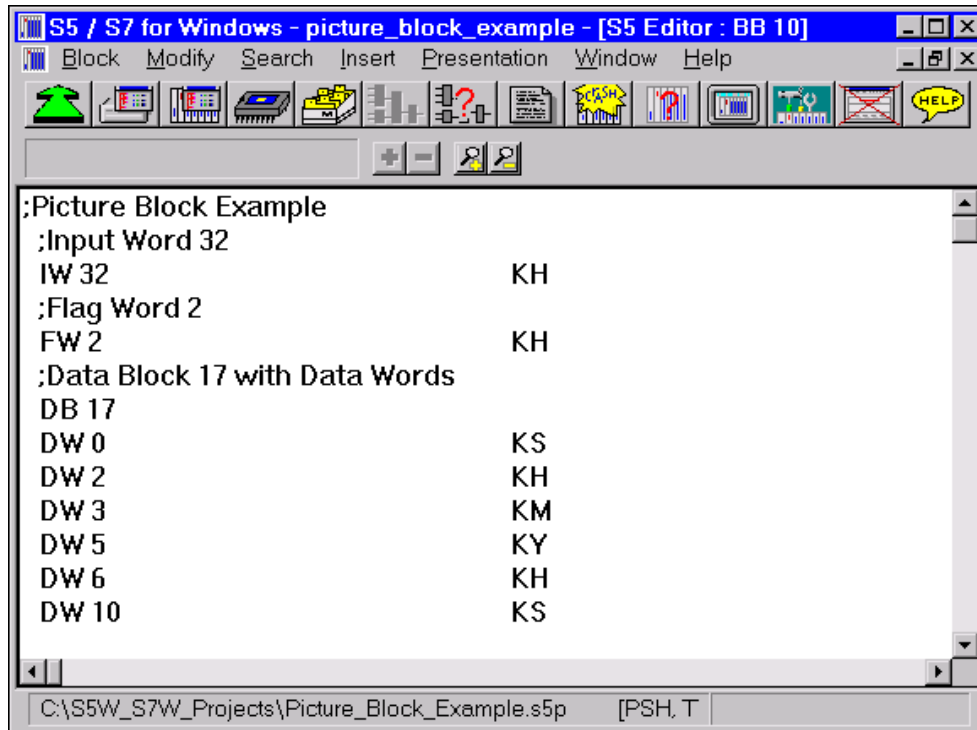 S5 / S7 for Windows - picture_block_example - [S5 Editor : BB 10]
Block Modify Search Insert Presentation Window Help
CRASH
HELP
;Picture Block Example
;Input Word 32
IW 32 KH
;Flag Word 2
FW 2 KH
;Data Block 17 with Data Words
DB 17
DW 0 KS
DW 2 KH
DW 3 KM
DW 5 KY
DW 6 KH
DW 10 KS
C:\S5W_S7W_Projects\Picture_Block_Example.s5p [PSH, T